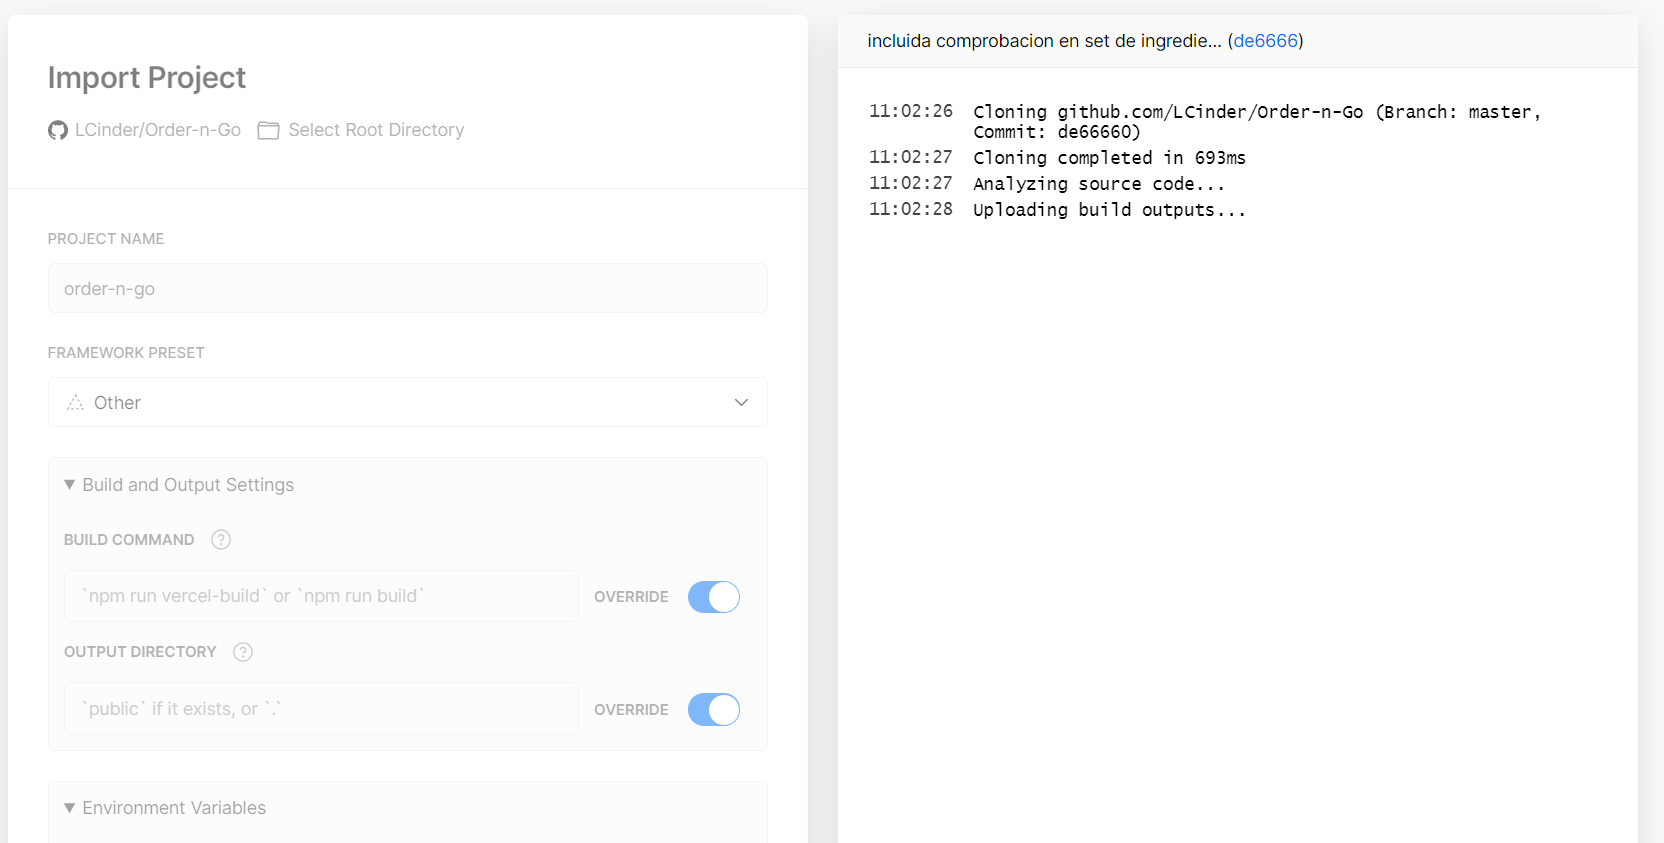 Import Project
LCinder/Order-n-Go Select Root Directory
PROJECT NAME
order-n-go
FRAMEWORK PRESET
Other
▼ Build and Output Settings
BUILD COMMAND ?
`npm run vercel-build` or `npm run build`
OVERRIDE
OUTPUT DIRECTORY ?
`public` if it exists, or `.`
OVERRIDE
▼ Environment Variables
incluida comprobacion en set de ingredie... (de6666)
11:02:26 Cloning github.com/LCinder/Order-n-Go (Branch: master,
Commit: de66660)
11:02:27 Cloning completed in 693ms
11:02:27 Analyzing source code...
11:02:28 Uploading build outputs...